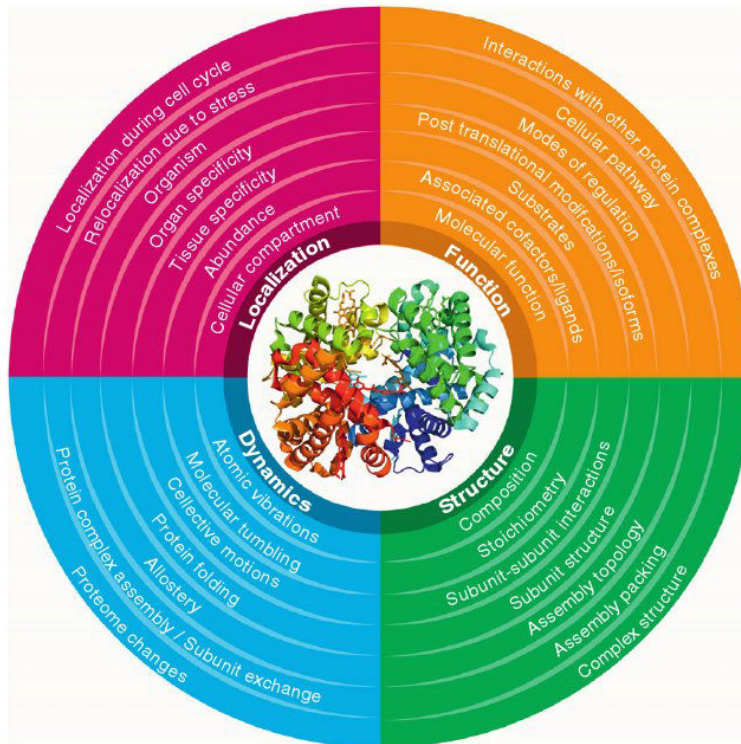 Localization during cell cycle
Relocalization due to stress
Organism
Organ specificity
Tissue specificity
Abundance
Cellular compartment
Localization
Interactions with other protein complexes
Cellular pathway
Modes of regulation
Post translational modifcations/isoforms
Substrates
Associated cofactors/ligands
Molecular function
Function
Dynamics
Atomic vibrations
Molecular tumbling
Cellective motions
Protein folding
Allostery
Protein complex assembly / Subunit exchange
Proteome changes
Structure
Composition
Stoichiometry
Subunit-subunit interactions
Subunit structure
Assembly topology
Assembly packing
Complex structure